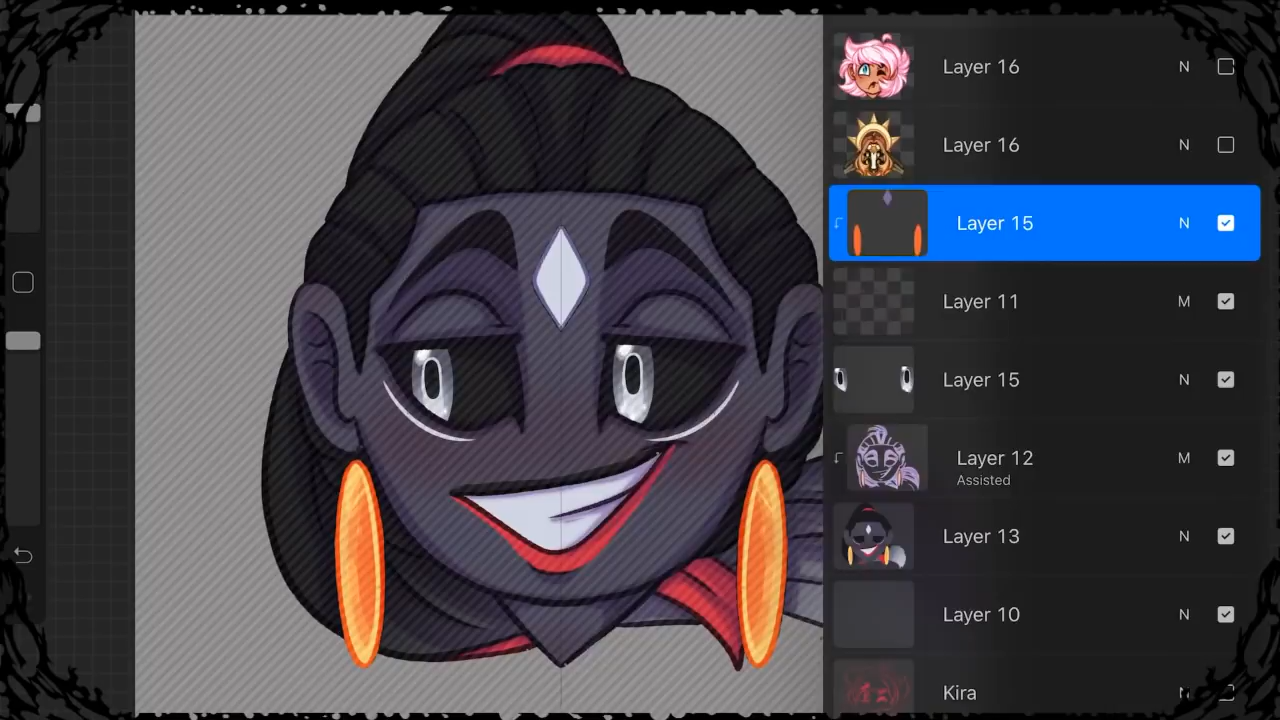 Layer 16 N
Layer 16 N
Layer 15 N
Layer 11 M
Layer 15 N
Layer 12 M
Assisted
Layer 13 N
Layer 10 N
Kira